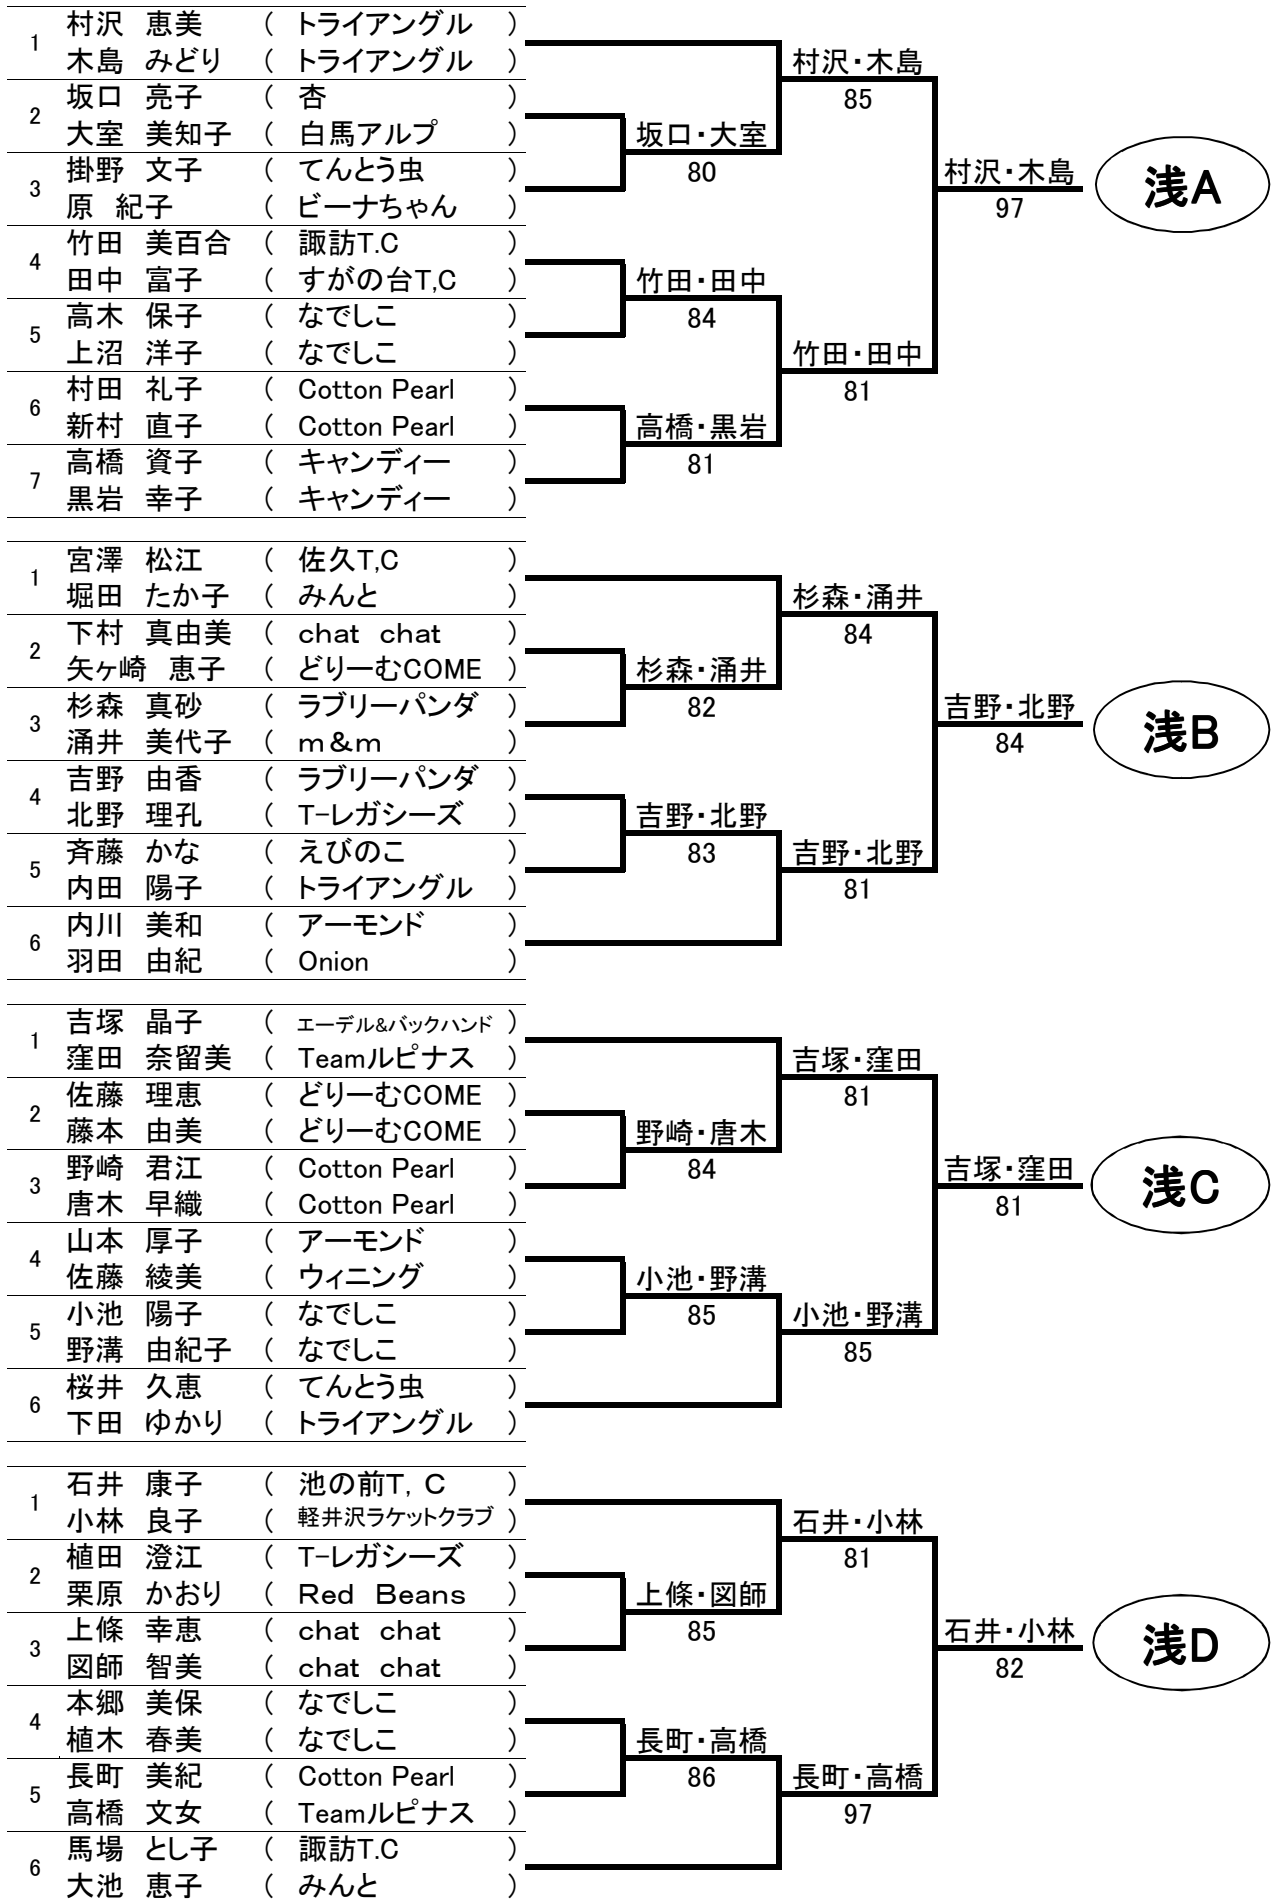 1
村沢 恵美 ( トライアングル )
木島 みどり ( トライアングル )
2
坂口 亮子 ( 杏 )
大室 美知子 ( 白馬アルプ )
3
掛野 文子 ( てんとう虫 )
原 紀子 ( ビーナちゃん )
4
竹田 美百合 ( 諏訪T.C )
田中 富子 ( すがの台T,C )
5
高木 保子 ( なでしこ )
上沼 洋子 ( なでしこ )
6
村田 礼子 ( Cotton Pearl )
新村 直子 ( Cotton Pearl )
7
高橋 資子 ( キャンディー )
黒岩 幸子 ( キャンディー )
坂口・大室
80
竹田・田中
84
高橋・黒岩
81
村沢・木島
85
竹田・田中
81
村沢・木島
97
浅A
1
宮澤 松江 ( 佐久T,C )
堀田 たか子 ( みんと )
2
下村 真由美 ( chat chat )
矢ヶ崎 恵子 ( どりーむCOME )
3
杉森 真砂 ( ラブリーパンダ )
涌井 美代子 ( m&m )
4
吉野 由香 ( ラブリーパンダ )
北野 理孔 ( T-レガシーズ )
5
斉藤 かな ( えびのこ )
内田 陽子 ( トライアングル )
6
内川 美和 ( アーモンド )
羽田 由紀 ( Onion )
杉森・涌井
82
吉野・北野
83
杉森・涌井
84
吉野・北野
81
吉野・北野
84
浅B
1
吉塚 晶子 ( エーデル&バックハンド )
窪田 奈留美 ( Teamルピナス )
2
佐藤 理恵 ( どりーむCOME )
藤本 由美 ( どりーむCOME )
3
野崎 君江 ( Cotton Pearl )
唐木 早織 ( Cotton Pearl )
4
山本 厚子 ( アーモンド )
佐藤 綾美 ( ウィニング )
5
小池 陽子 ( なでしこ )
野溝 由紀子 ( なでしこ )
6
桜井 久恵 ( てんとう虫 )
下田 ゆかり ( トライアングル )
野崎・唐木
84
小池・野溝
85
吉塚・窪田
81
小池・野溝
85
吉塚・窪田
81
浅C
1
石井 康子 ( 池の前T, C )
小林 良子 ( 軽井沢ラケットクラブ )
2
植田 澄江 ( T-レガシーズ )
栗原 かおり ( Red Beans )
3
上條 幸恵 ( chat chat )
図師 智美 ( chat chat )
4
本郷 美保 ( なでしこ )
植木 春美 ( なでしこ )
5
長町 美紀 ( Cotton Pearl )
高橋 文女 ( Teamルピナス )
6
馬場 とし子 ( 諏訪T.C )
大池 恵子 ( みんと )
上條・図師
85
長町・高橋
86
石井・小林
81
長町・高橋
97
石井・小林
82
浅D